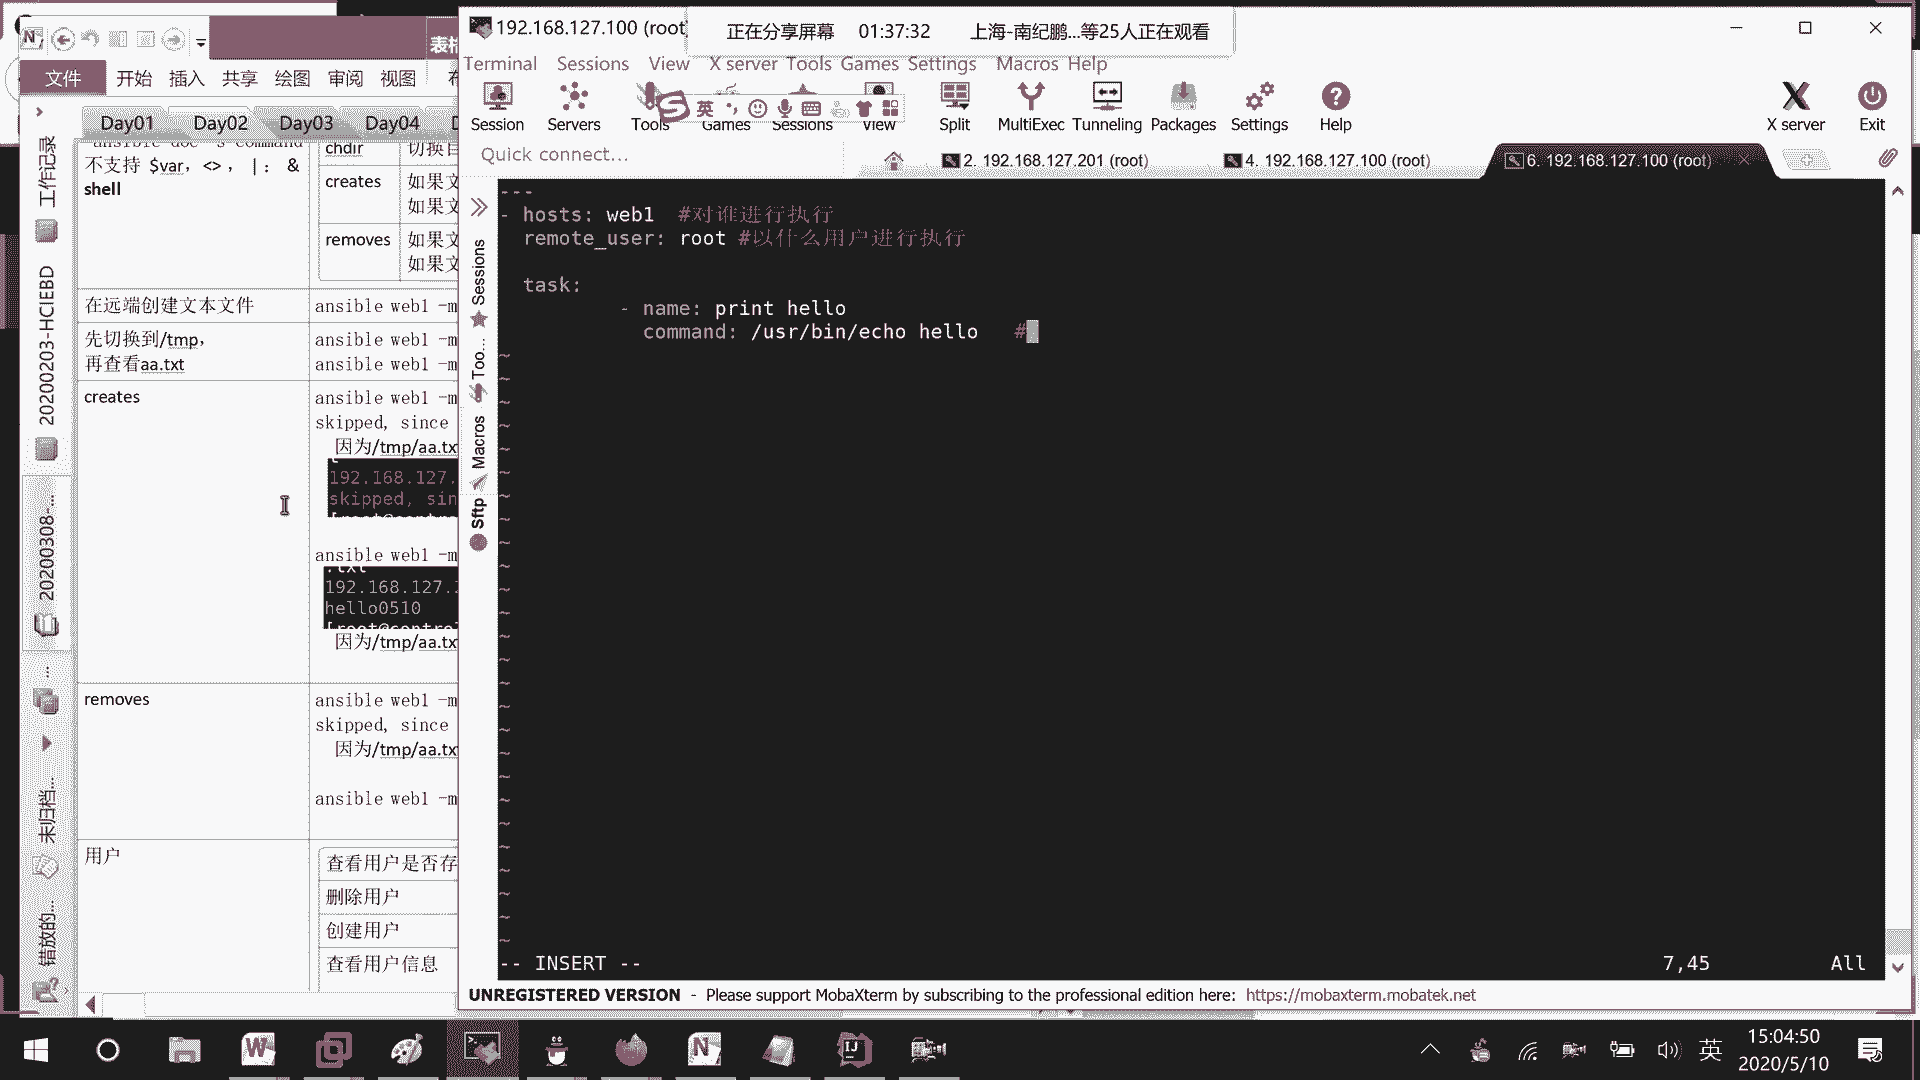 192.168.127.100 (root
正在分享屏幕 01:37:32 上海-南纪鹏...等25人正在观看
Terminal Sessions View X server Tools Games Settings Macros Help
Session Servers Tools Games Sessions View Split MultiExec Tunneling Packages Settings Help X server Exit
英
Quick connect...
2. 192.168.127.201 (root)
4. 192.168.127.100 (root)
6. 192.168.127.100 (root)
文件 开始 插入 共享 绘图 审阅 视图
Day01 Day02 Day03 Day04
工作记录
20200203-HCIEBD
20200308-...
未归档...
错放的...
不支持 $var, <> , | : &
shell
chdir
creates 如果文
如果文
removes 如果文
如果文
在远端创建文本文件 ansible web1 -m
先切换到/tmp, ansible web1 -m
再查看aa.txt ansible web1 -m
creates ansible web1 -m
skipped, since
因为/tmp/aa.tx
192.168.127.
skipped, sin
ansible web1 -m
192.168.127.2
hello0510
因为/tmp/aa.tx
removes ansible web1 -m
skipped, since
因为/tmp/aa.tx
ansible web1 -m
用户 查看用户是否存
删除用户
创建用户
查看用户信息
Sessions
Too...
Macros
Sftp
---
- hosts: web1 #对谁进行执行
remote_user: root #以什么用户进行执行
task:
- name: print hello
command: /usr/bin/echo hello #
-- INSERT -- 7,45 All
UNREGISTERED VERSION - Please support MobaXterm by subscribing to the professional edition here: https://mobaxterm.mobatek.net
英 15:04:50
2020/5/10